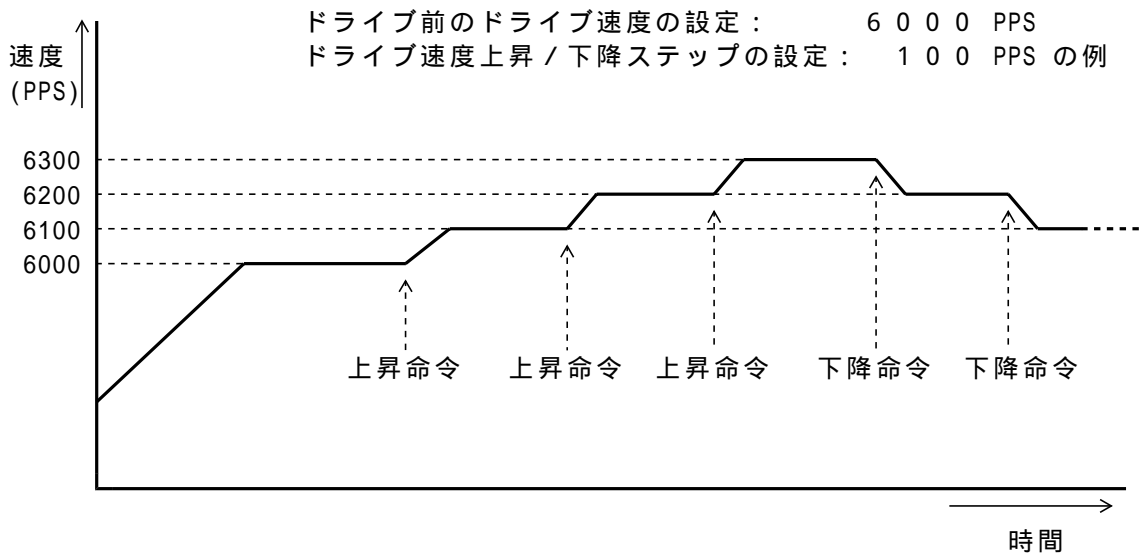 ドライブ前のドライブ速度の設定： ６０００ PPS
ドライブ速度上昇／下降ステップの設定： １００ PPS の例
速度
(PPS)
6300
6200
6100
6000
上昇命令 上昇命令 上昇命令 下降命令 下降命令
時間